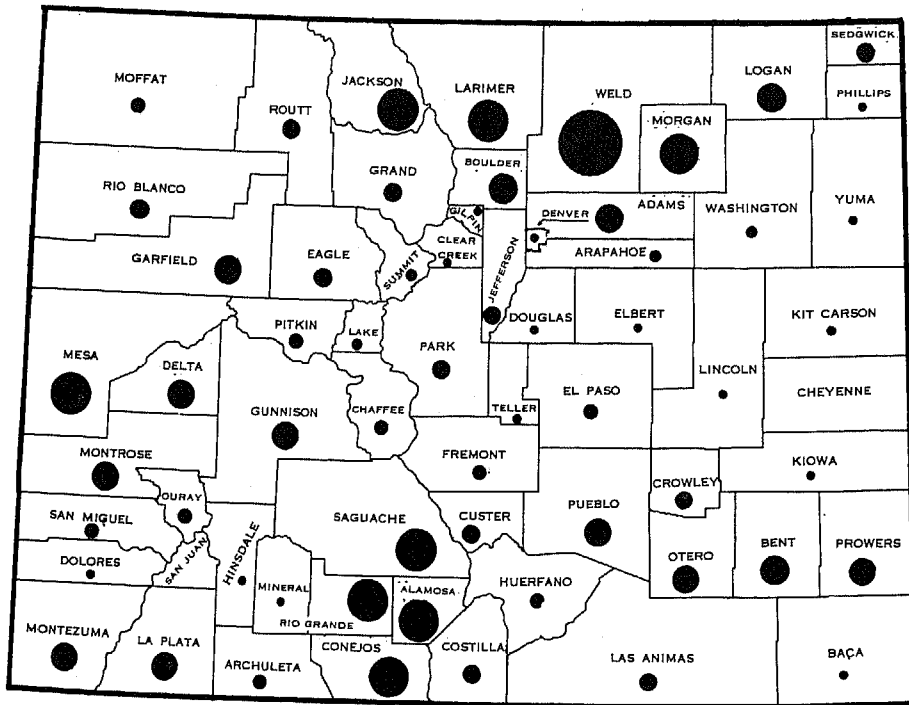 SEDGWICK
MOFFAT
JACKSON
LOGAN
LARIMER
WELD
PHILLIPS
ROUTT
MORGAN
BOULDER
GRAND
RIO BLANCO
YUMA
ADAMS
WASHINGTON
GILPIN
DENVER
CLEAR
CREEK
GARFIELD
EAGLE
SUMMIT
ARAPAHOE
JEFFERSON
PITKIN
LAKE
DOUGLAS
ELBERT
KIT CARSON
MESA
DELTA
PARK
LINCOLN
EL PASO
CHEYENNE
GUNNISON
CHAFFEE
TELLER
MONTROSE
FREMONT
KIOWA
OURAY
CROWLEY
SAN MIGUEL
SAGUACHE
CUSTER
PUEBLO
DOLORES
SAN JUAN
HINSDALE
OTERO
BENT
PROWERS
MINERAL
ALAMOSA
HUERFANO
RIO GRANDE
MONTEZUMA
LA PLATA
CONEJOS
COSTILLA
ARCHULETA
LAS ANIMAS
BAÇA